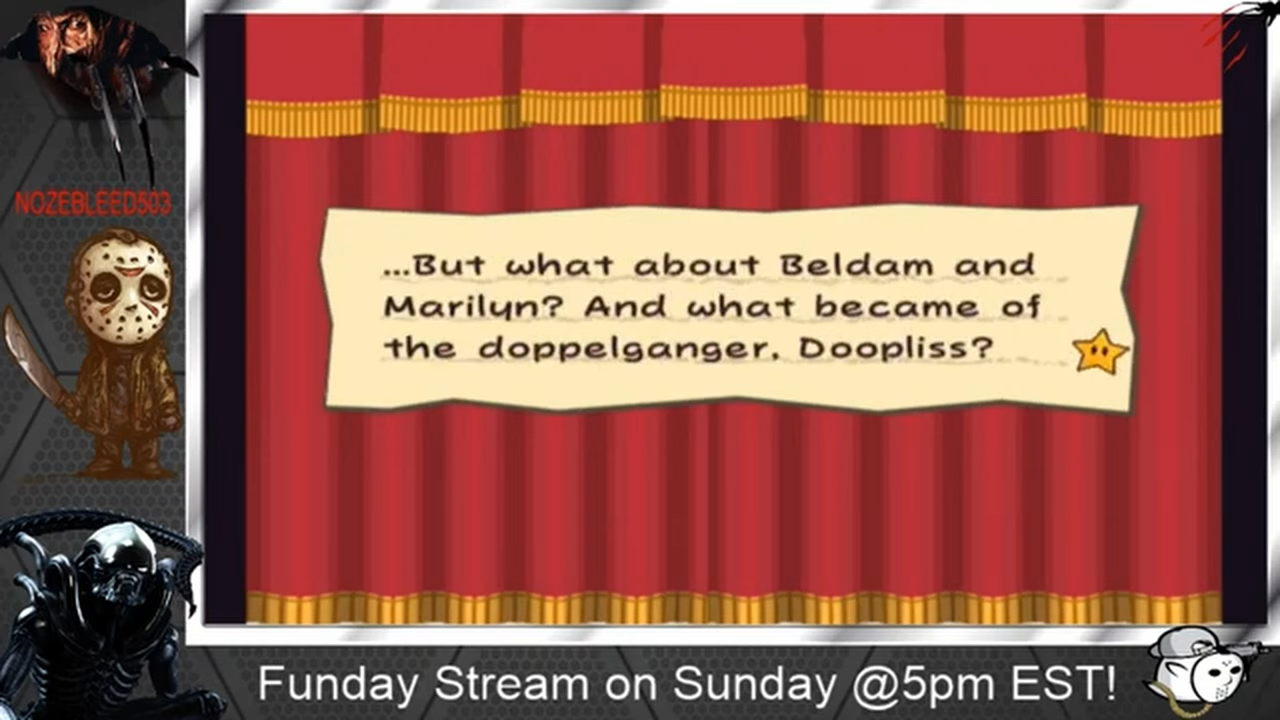 NOZEBLEED503
...But what about Beldam and
Marilyn? And what became of
the doppelganger, Doopliss?
Funday Stream on Sunday @5pm EST!